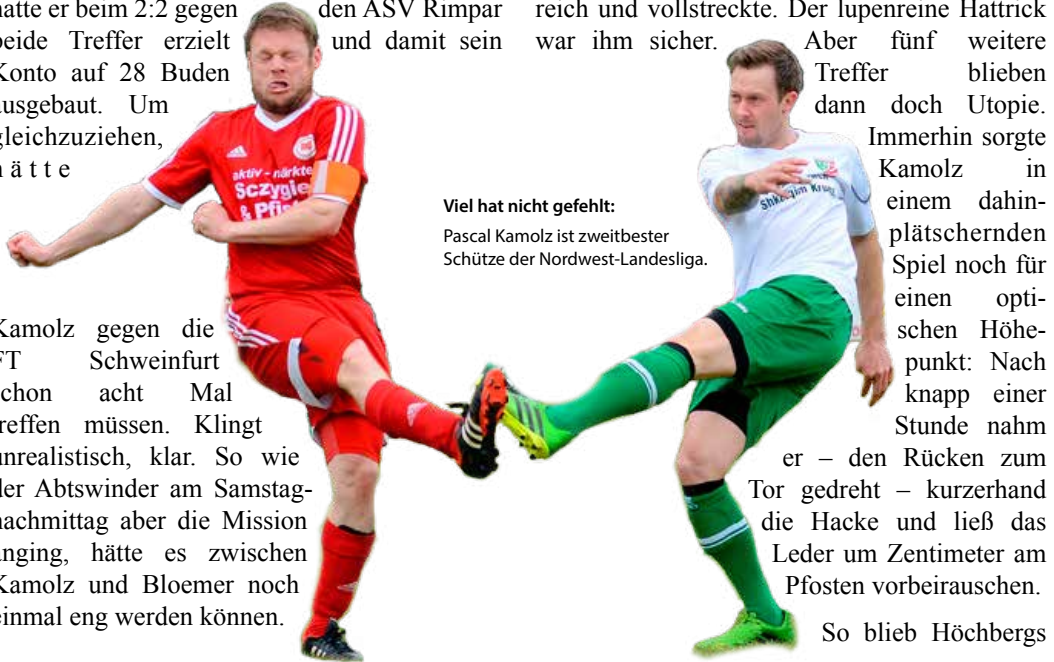 hatte er beim 2:2 gegen den ASV Rimpar
beide Treffer erzielt und damit sein
Konto auf 28 Buden
ausgebaut. Um
gleichzuziehen,
hätte
Kamolz gegen die
FT Schweinfurt
schon acht Mal
treffen müssen. Klingt
unrealistisch, klar. So wie
der Abtswinder am Samstag-
nachmittag aber die Mission
anging, hätte es zwischen
Kamolz und Bloemer noch
einmal eng werden können.
aktiv - märkte
Sczygie
& Pfis
Viel hat nicht gefehlt:
Pascal Kamolz ist zweitbester
Schütze der Nordwest-Landesliga.
reich und vollstreckte. Der lupenreine Hattrick
war ihm sicher. Aber fünf weitere
Treffer blieben
dann doch Utopie.
Immerhin sorgte
Kamolz in
einem dahin-
plätschernden
Spiel noch für
einen opti-
schen Höhe-
punkt: Nach
knapp einer
Stunde nahm
er – den Rücken zum
Tor gedreht – kurzerhand
die Hacke und ließ das
Leder um Zentimeter am
Pfosten vorbeirauschen.
So blieb Höchbergs